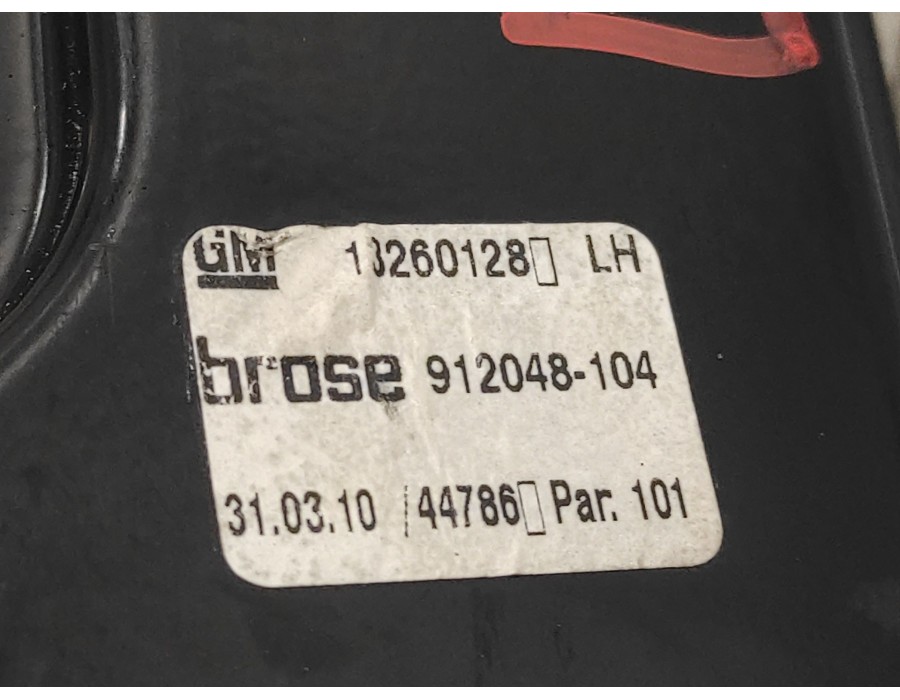 GM 13260128▯ LH
brose 912048-104
31.03.10 |44786▯ Par. 101